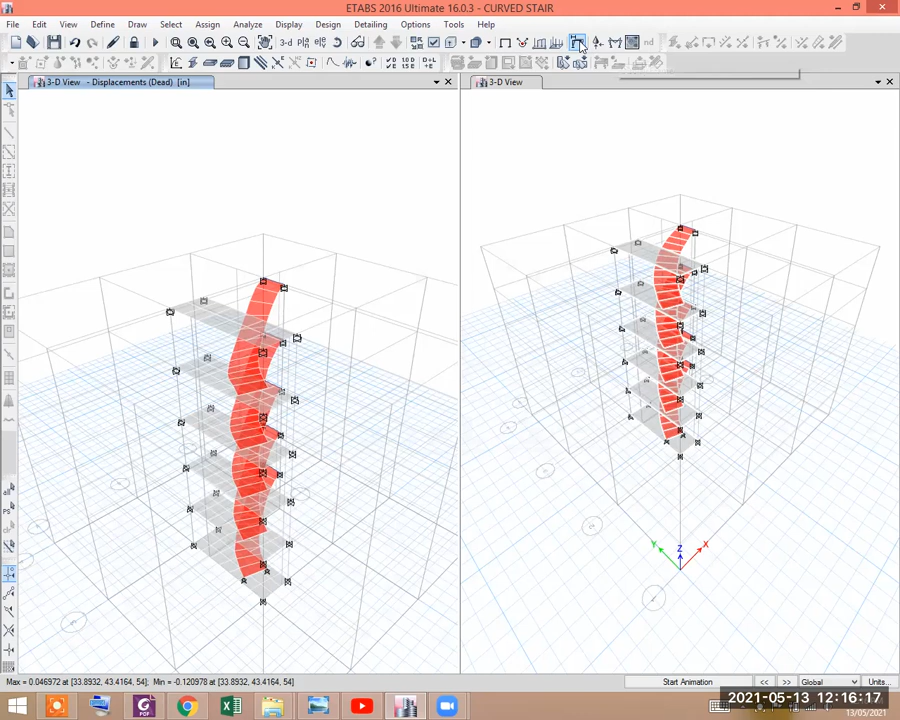 ETABS 2016 Ultimate 16.0.3 - CURVED STAIR
File Edit View Define Draw Select Assign Analyze Display Design Detailing Options Tools Help
3-d
nd
3-D View - Displacements (Dead) [in]
3-D View
PS
Y Z X
Max = 0.046972 at [33.8932, 43.4164, 54]; Min = -0.120978 at [33.8932, 43.4164, 54]
Start Animation << >> Global Units...
2021-05-13 12:16:17
13/05/2021